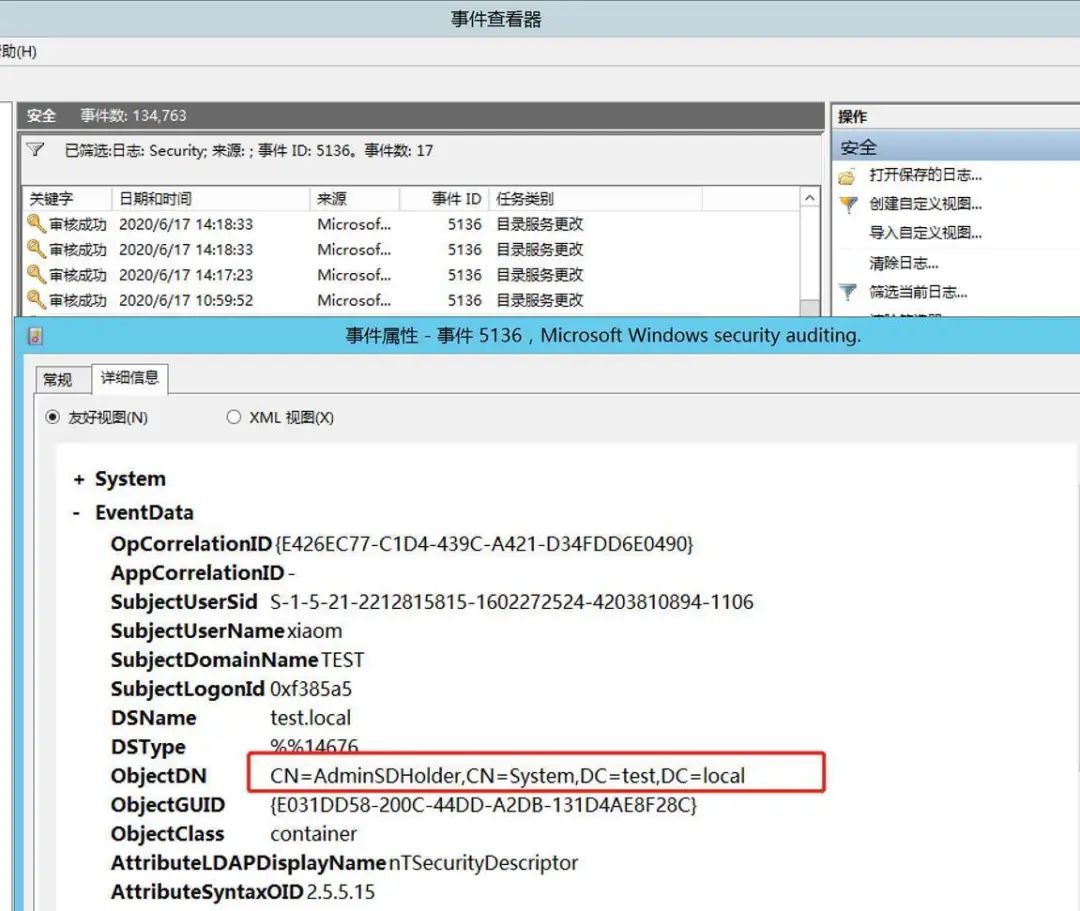 事件查看器
助(H)
安全 事件数: 134,763
已筛选:日志: Security; 来源: ; 事件 ID: 5136。事件数: 17
关键字 日期和时间 来源 事件 ID 任务类别
审核成功 2020/6/17 14:18:33 Microsof... 5136 目录服务更改
审核成功 2020/6/17 14:18:33 Microsof... 5136 目录服务更改
审核成功 2020/6/17 14:17:23 Microsof... 5136 目录服务更改
审核成功 2020/6/17 10:59:52 Microsof... 5136 目录服务更改
操作
安全
打开保存的日志...
创建自定义视图...
导入自定义视图...
清除日志...
筛选当前日志...
事件属性 - 事件 5136 , Microsoft Windows security auditing.
常规 详细信息
友好视图(N) XML 视图(X)
+ System
- EventData
OpCorrelationID {E426EC77-C1D4-439C-A421-D34FDD6E0490}
AppCorrelationID -
SubjectUserSid S-1-5-21-2212815815-1602272524-4203810894-1106
SubjectUserName xiaom
SubjectDomainName TEST
SubjectLogonId 0xf385a5
DSName test.local
DSType %%14676
ObjectDN CN=AdminSDHolder,CN=System,DC=test,DC=local
ObjectGUID {E031DD58-200C-44DD-A2DB-131D4AE8F28C}
ObjectClass container
AttributeLDAPDisplayName nTSecurityDescriptor
AttributeSyntaxOID 2.5.5.15